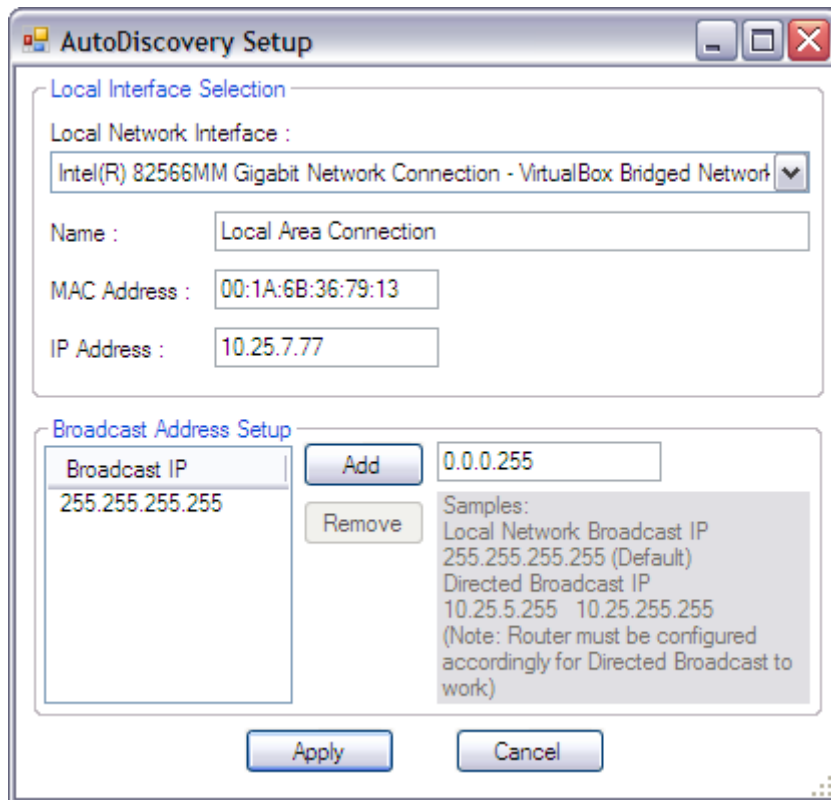 AutoDiscovery Setup
Local Interface Selection
Local Network Interface :
Intel(R) 82566MM Gigabit Network Connection - VirtualBox Bridged Network
Name :
Local Area Connection
MAC Address :
00:1A:6B:36:79:13
IP Address :
10.25.7.77
Broadcast Address Setup
Broadcast IP
255.255.255.255
Add
0.0.0.255
Remove
Samples:
Local Network Broadcast IP
255.255.255.255 (Default)
Directed Broadcast IP
10.25.5.255 10.25.255.255
(Note: Router must be configured
accordingly for Directed Broadcast to
work)
Apply
Cancel